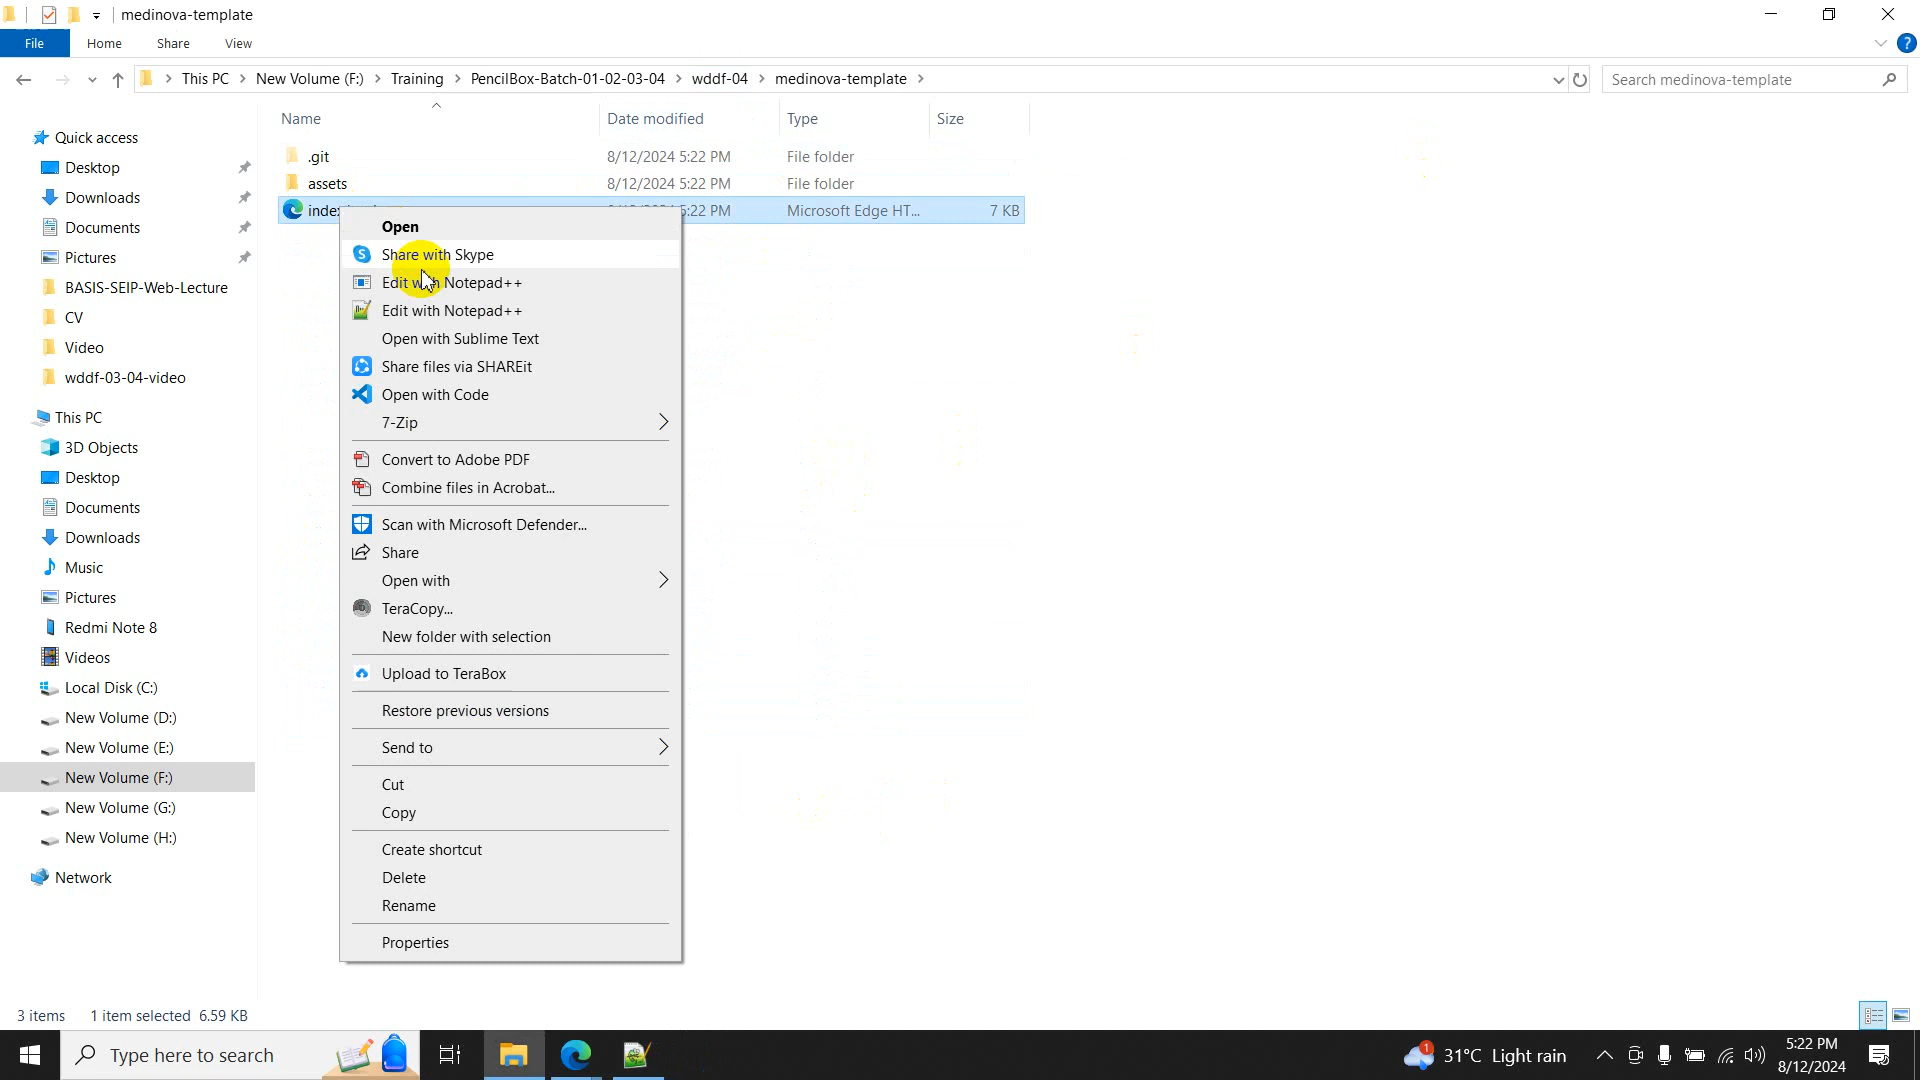 medinova-template
File Home Share View
This PC New Volume (F:) Training PencilBox-Batch-01-02-03-04 wddf-04 medinova-template
Search medinova-template
Name Date modified Type Size
.git 8/12/2024 5:22 PM File folder
assets 8/12/2024 5:22 PM File folder
5:22 PM Microsoft Edge HT... 7 KB
Quick access
Desktop
Downloads
Documents
Pictures
BASIS-SEIP-Web-Lecture
CV
Video
wddf-03-04-video
This PC
3D Objects
Desktop
Documents
Downloads
Music
Pictures
Redmi Note 8
Videos
Local Disk (C:)
New Volume (D:)
New Volume (E:)
New Volume (F:)
New Volume (G:)
New Volume (H:)
Network
Open
Share with Skype
Edit with Notepad++
Edit with Notepad++
Open with Sublime Text
Share files via SHAREit
Open with Code
7-Zip
Convert to Adobe PDF
Combine files in Acrobat...
Scan with Microsoft Defender...
Share
Open with
TeraCopy...
New folder with selection
Upload to TeraBox
Restore previous versions
Send to
Cut
Copy
Create shortcut
Delete
Rename
Properties
3 items 1 item selected 6.59 KB
Type here to search
1
31°C Light rain
5:22 PM
8/12/2024